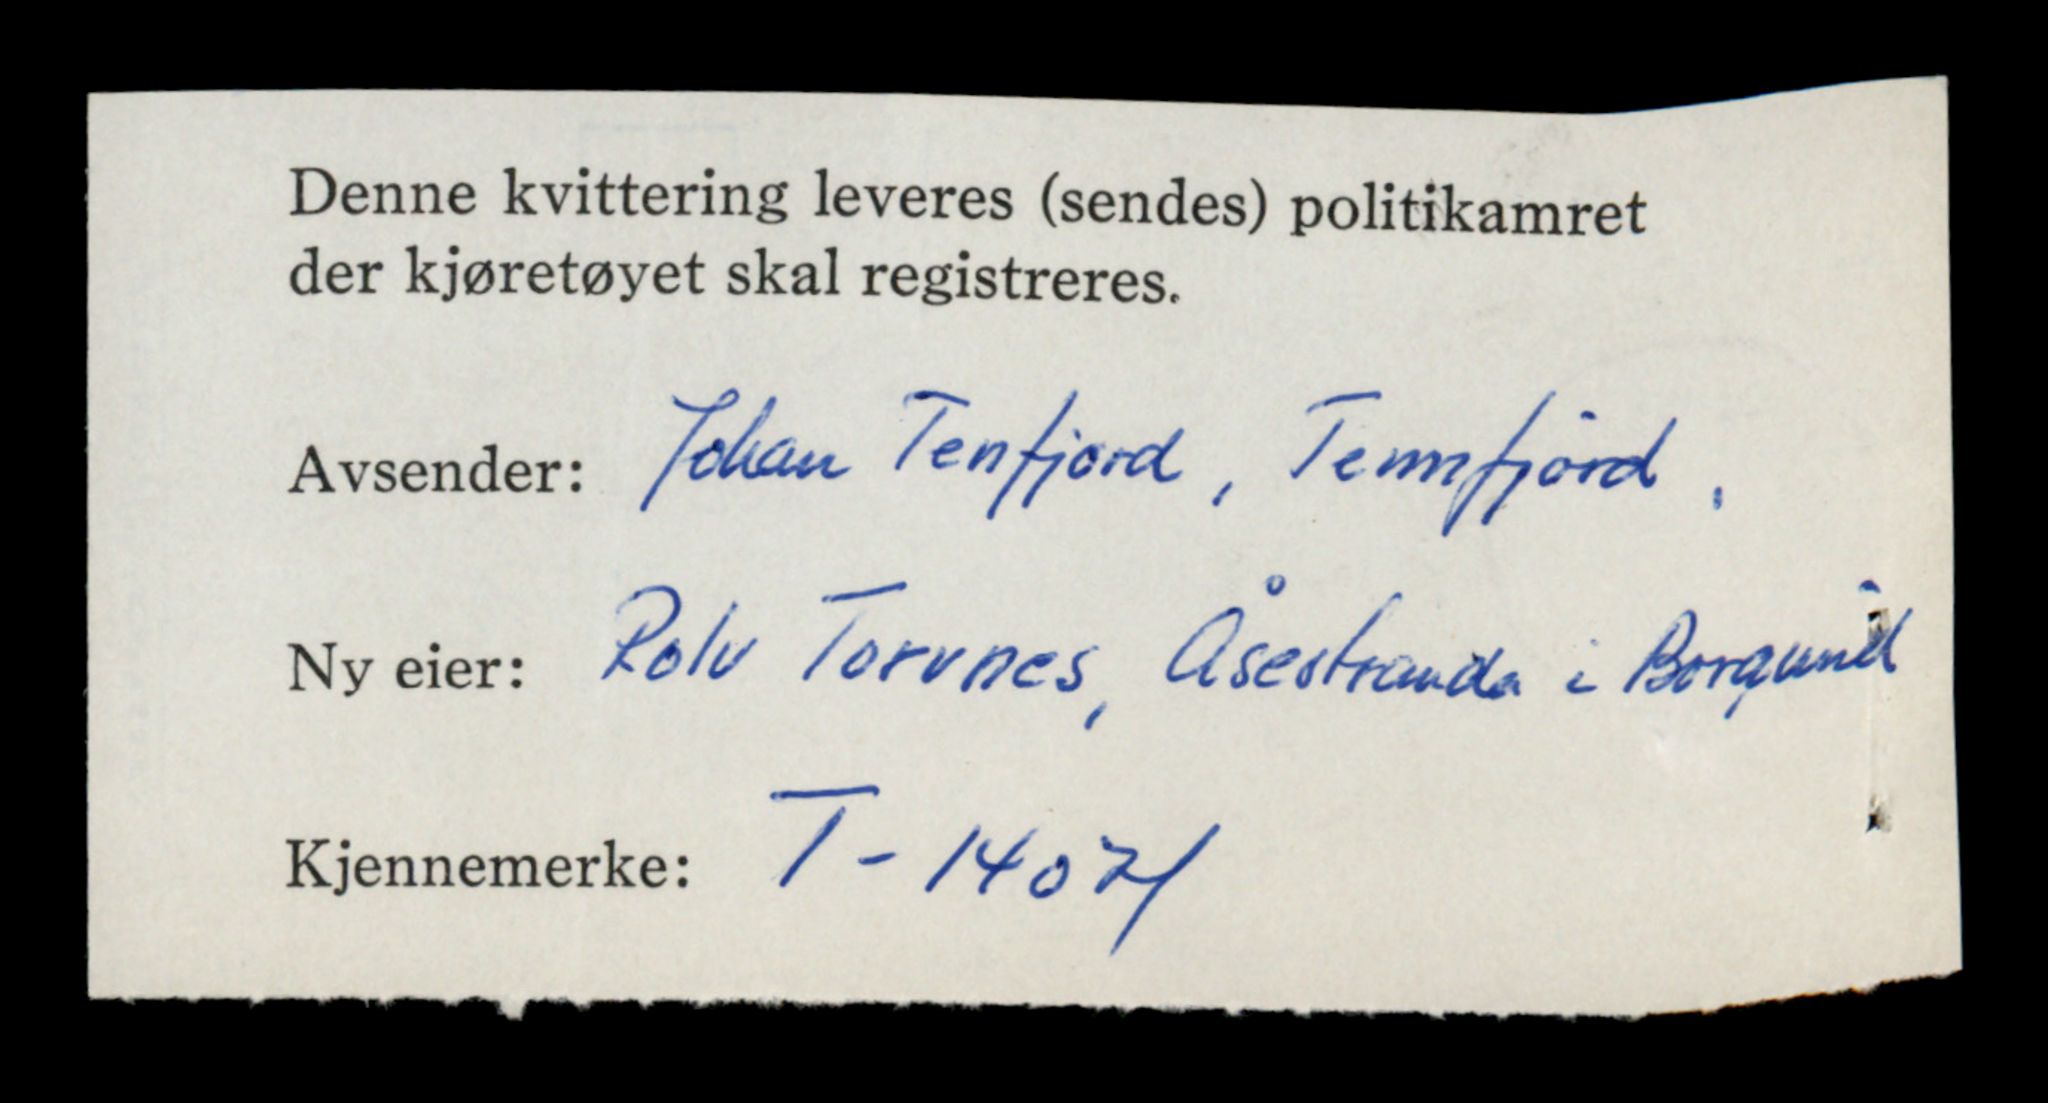 Denne kvittering leveres (sendes) politikamret
der kjøretøyet skal registreres.
Avsender: Johan Tenfjord, Tennfjord,
Ny eier: Rolv Torvnes, Åsestranda i Borgund
Kjennemerke: T-14071